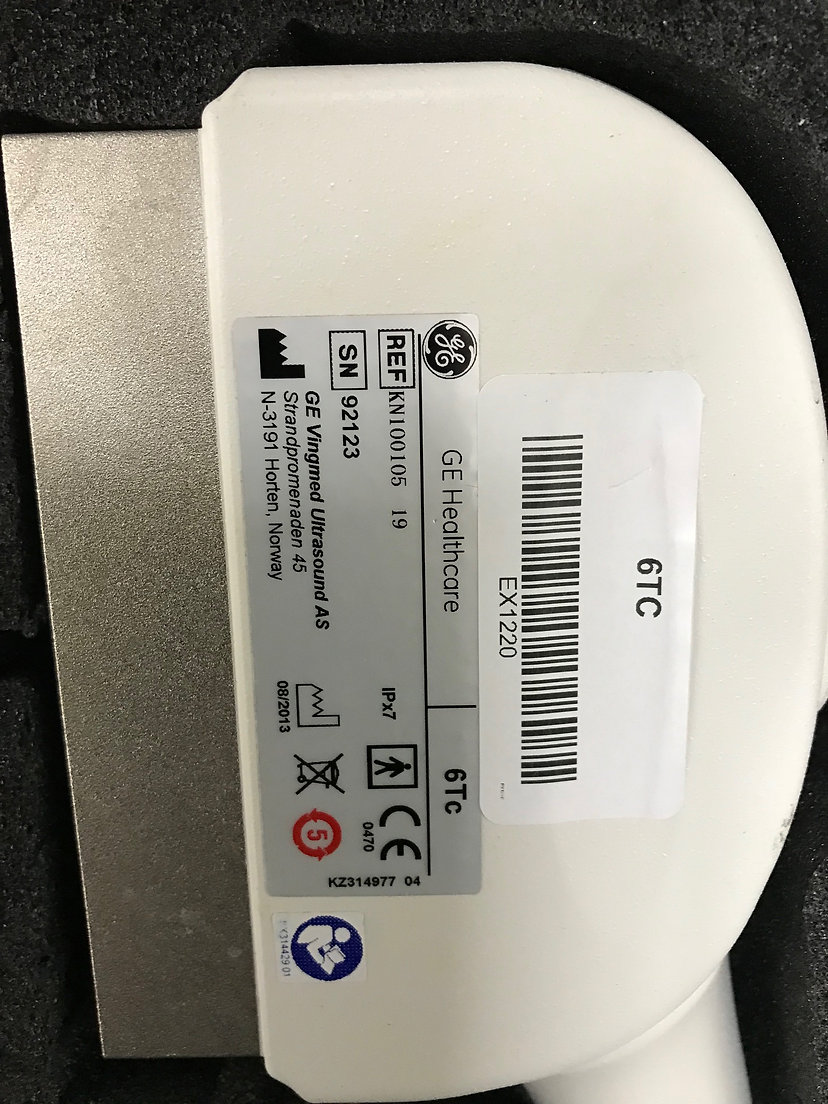 6TC
EX1220
GE
GE Healthcare
6Tc
REF KN100105 19
SN 92123
GE Vingmed Ultrasound AS
Strandpromenaden 45
N-3191 Horten, Norway
IPx7
0470
08/2013
5
KZ314977 04